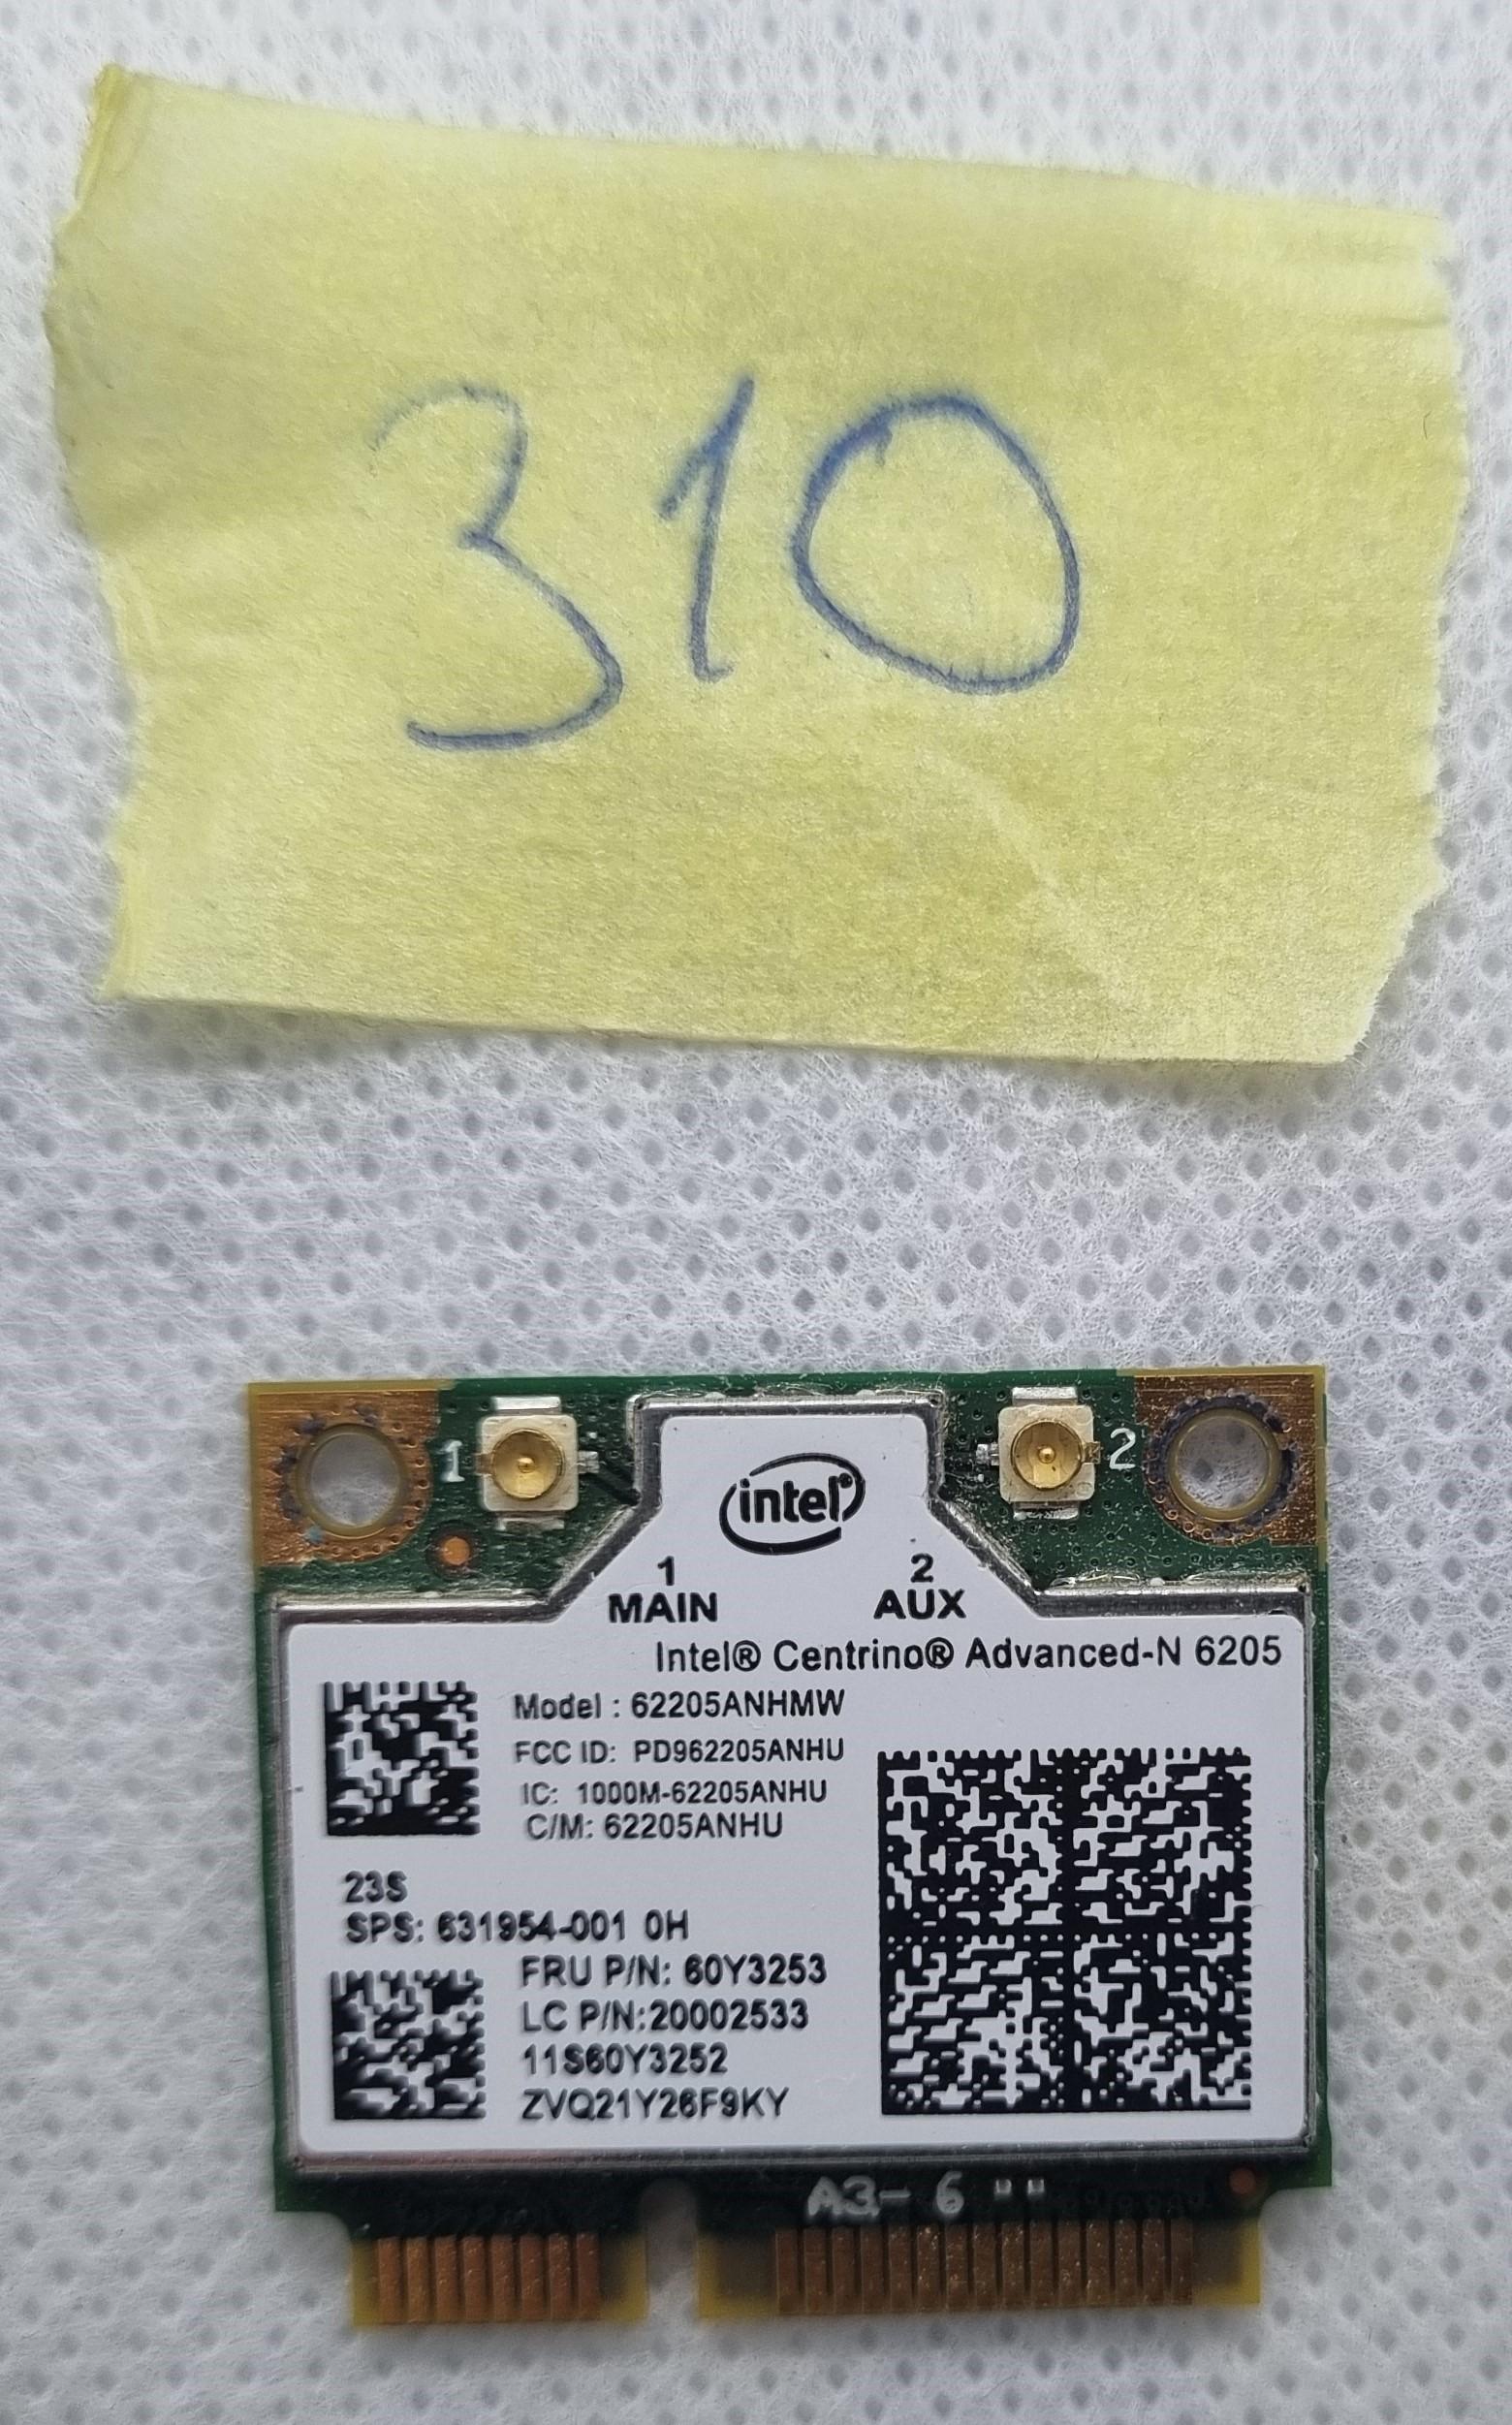 310
1
2
intel®
1
MAIN
2
AUX
Intel® Centrino® Advanced-N 6205
Model : 62205ANHMW
FCC ID: PD962205ANHU
IC: 1000M-62205ANHU
C/M: 62205ANHU
23S
SPS: 631954-001 0H
FRU P/N: 60Y3253
LC P/N:20002533
11S60Y3252
ZVQ21Y26F9KY
A3- 6